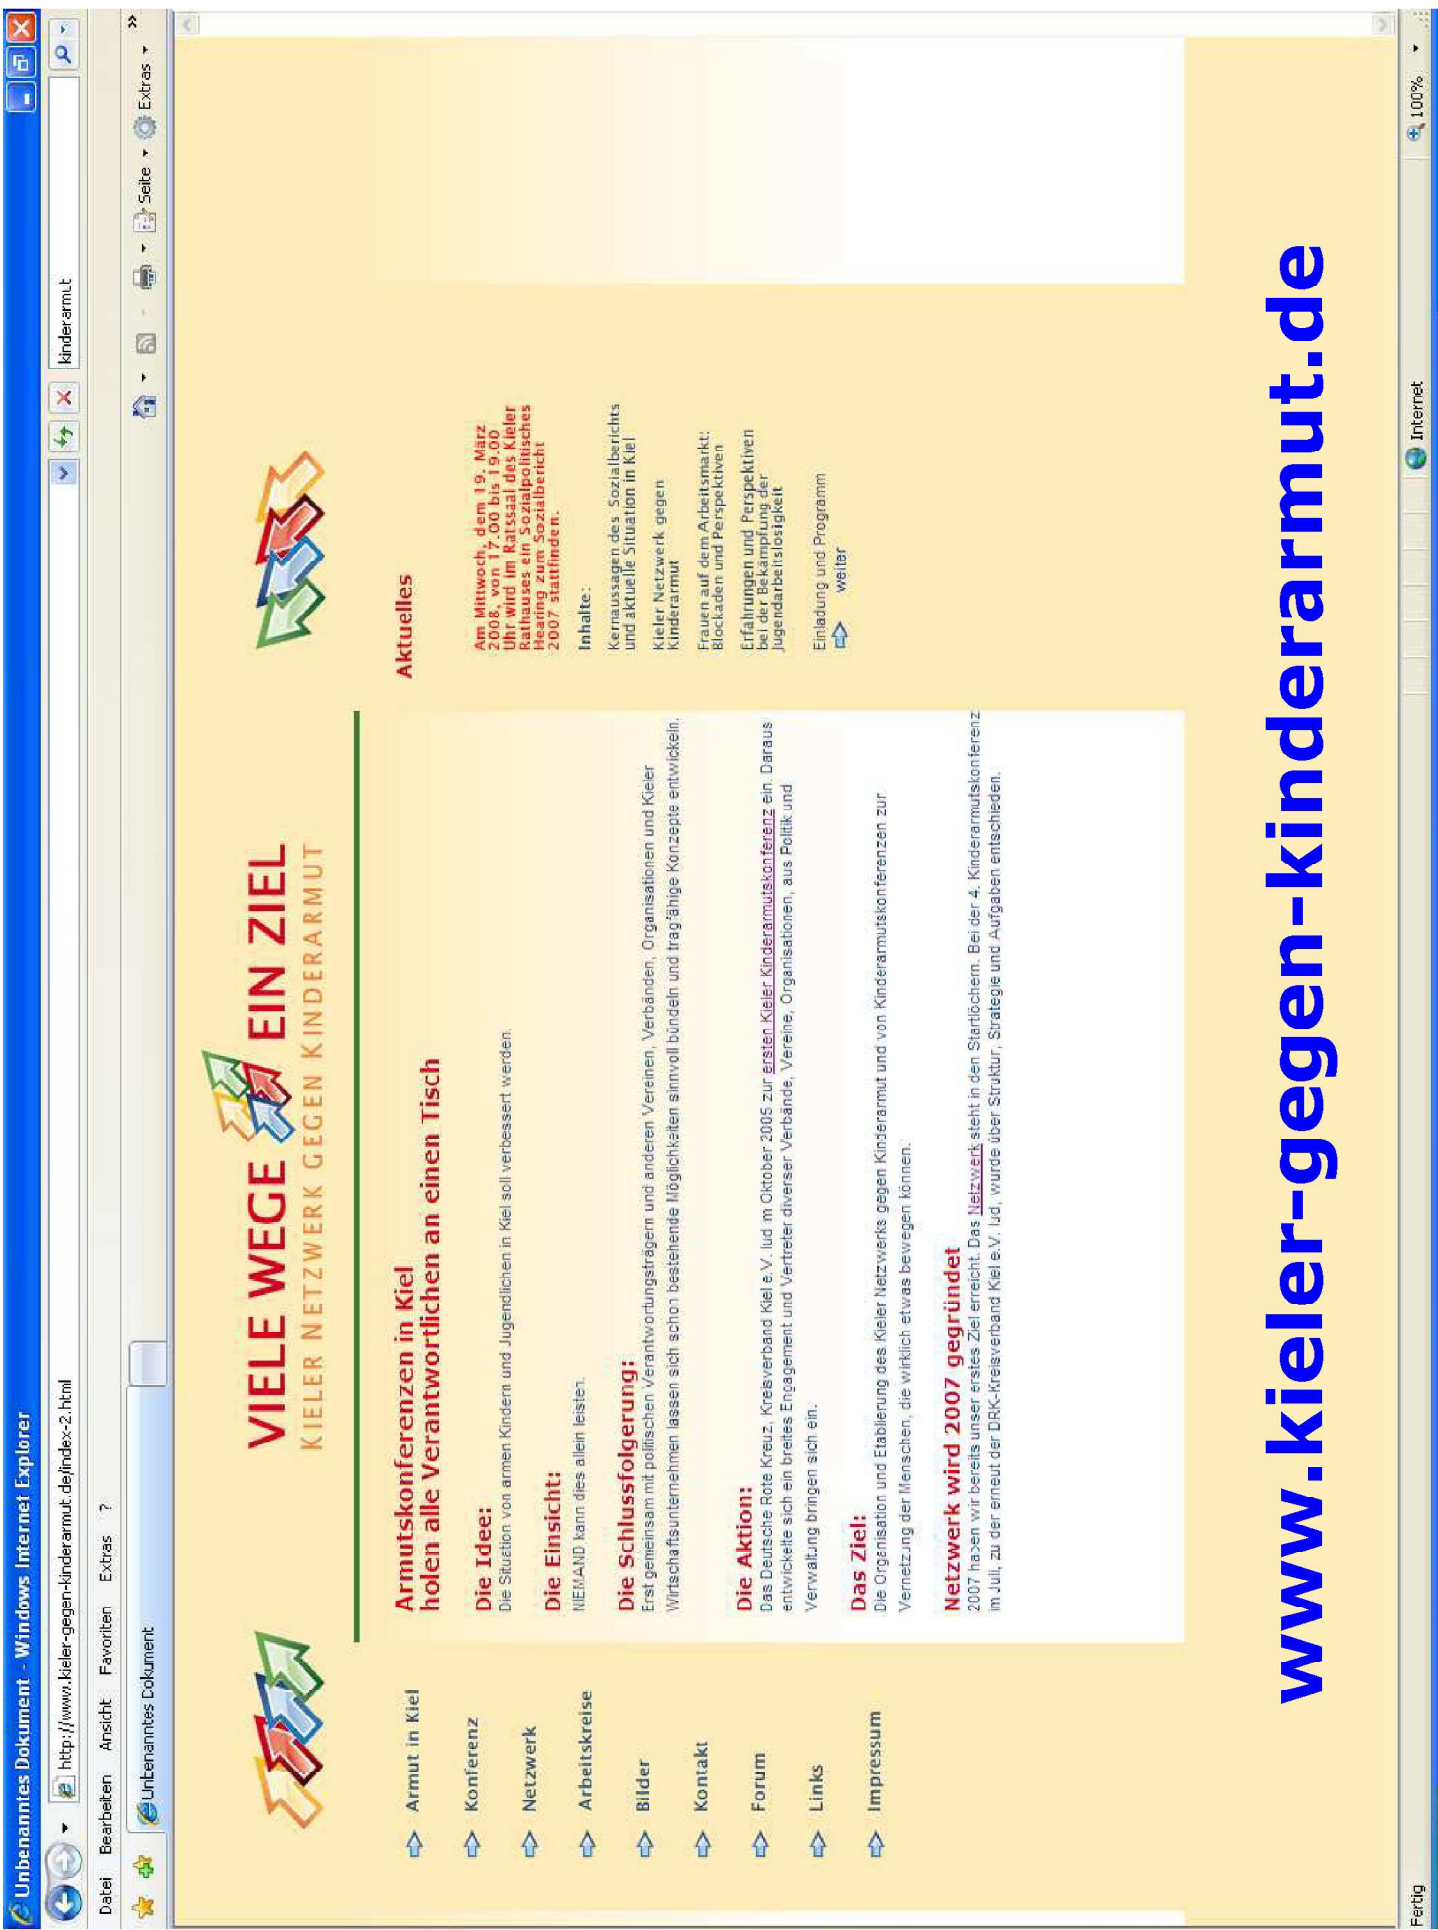 Unbenanntes Dokument - Windows Internet Explorer
http://www.kieler-gegen-kinderarmut.de/index-2.html
kinderarmut
Datei Bearbeiten Ansicht Favoriten Extras ?
Unbenanntes Dokument
Seite Extras
VIELE WEGE EIN ZIEL
KIELER NETZWERK GEGEN KINDERARMUT
Armut in Kiel
Konferenz
Netzwerk
Arbeitskreise
Bilder
Kontakt
Forum
Links
Impressum
Armutskonferenzen in Kiel
holen alle Verantwortlichen an einen Tisch
Die Idee:
Die Situation von armen Kindern und Jugendlichen in Kiel soll verbessert werden.
Die Einsicht:
NIEMAND kann dies allein leisten.
Die Schlussfolgerung:
Erst gemeinsam mit politischen Verantwortungsträgern und anderen Vereinen, Verbänden, Organisationen und Kieler
Wirtschaftsunternehmen lassen sich schon bestehende Möglichkeiten sinnvoll bündeln und tragfähige Konzepte entwickeln.
Die Aktion:
Das Deutsche Rote Kreuz, Kreisverband Kiel e.V. lud im Oktober 2005 zur ersten Kieler Kinderarmutskonferenz ein. Daraus
entwickelte sich ein breites Engagement und Vertreter diverser Verbände, Vereine, Organisationen, aus Politik und
Verwaltung bringen sich ein.
Das Ziel:
Die Organisation und Etablierung des Kieler Netzwerks gegen Kinderarmut und von Kinderarmutskonferenzen zur
Vernetzung der Menschen, die wirklich etwas bewegen können.
Netzwerk wird 2007 gegründet
2007 haben wir bereits unser erstes Ziel erreicht. Das Netzwerk steht in den Startlöchern. Bei der 4. Kinderarmutskonferenz
im Juli, zu der erneut der DRK-Kreisverband Kiel e.V. lud, wurde über Struktur, Strategie und Aufgaben entschieden.
Aktuelles
Am Mittwoch, dem 19. März
2008, von 17.00 bis 19.00
Uhr wird im Ratssaal des Kieler
Rathauses ein Sozialpolitisches
Hearing zum Sozialbericht
2007 stattfinden.
Inhalte:
Kernaussagen des Sozialberichts
und aktuelle Situation in Kiel
Kieler Netzwerk gegen
Kinderarmut
Frauen auf dem Arbeitsmarkt:
Blockaden und Perspektiven
Erfahrungen und Perspektiven
bei der Bekämpfung der
Jugendarbeitslosigkeit
Einladung und Programm
weiter
www.kieler-gegen-kinderarmut.de
Fertig
Internet
100%